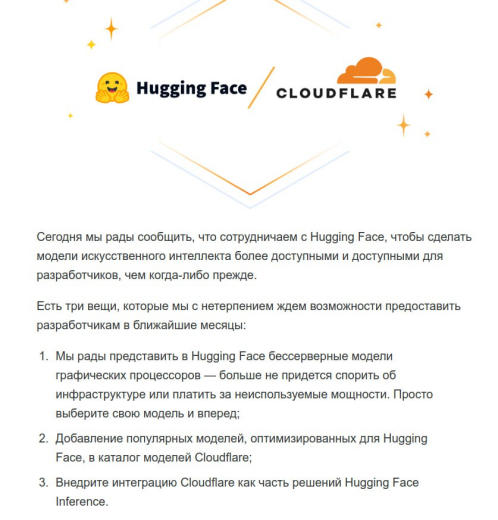 Hugging Face
CLOUDFLARE
Сегодня мы рады сообщить, что сотрудничаем с Hugging Face, чтобы сделать
модели искусственного интеллекта более доступными и доступными для
разработчиков, чем когда-либо прежде.
Есть три вещи, которые мы с нетерпением ждем возможности предоставить
разработчикам в ближайшие месяцы:
1. Мы рады представить в Hugging Face бессерверные модели
графических процессоров — больше не придется спорить об
инфраструктуре или платить за неиспользуемые мощности. Просто
выберите свою модель и вперед;
2. Добавление популярных моделей, оптимизированных для Hugging
Face, в каталог моделей Cloudflare;
3. Внедрите интеграцию Cloudflare как часть решений Hugging Face
Inference.